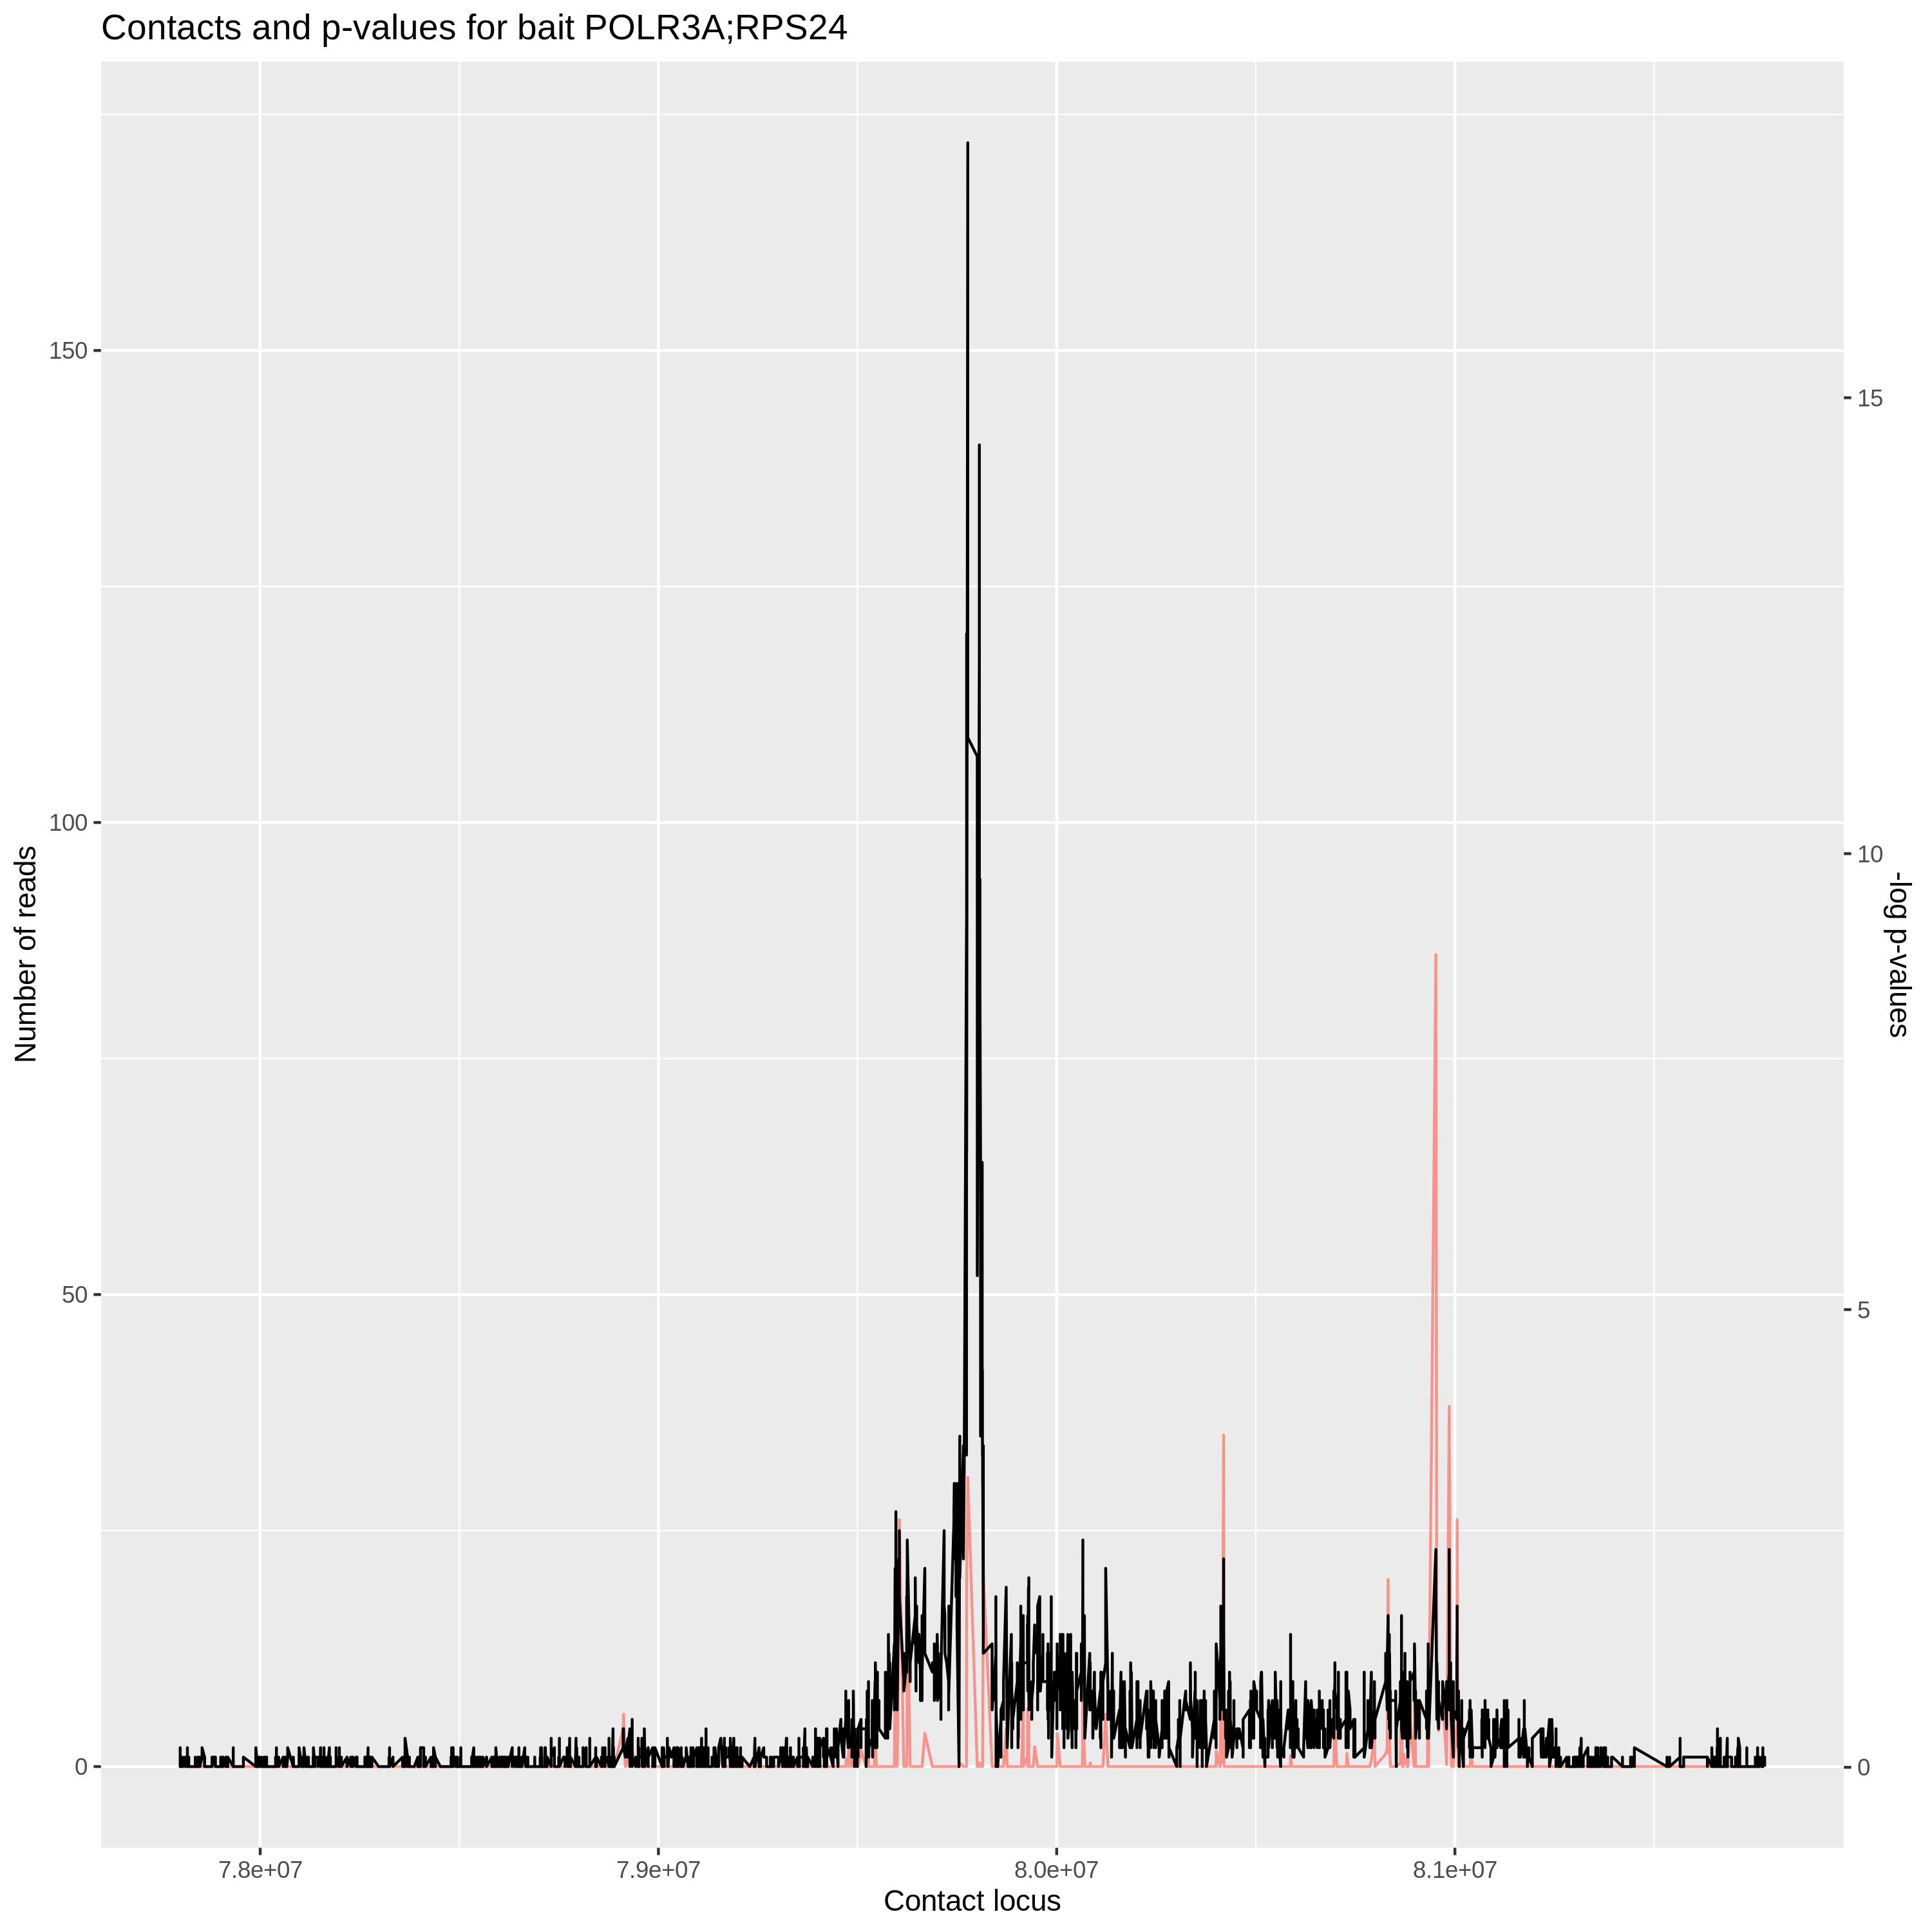 Contacts and p-values for bait POLR3A;RPS24
Number of reads
150
100
50
0
15
10
5
0
-log p-values
7.8e+07
7.9e+07
8.0e+07
8.1e+07
Contact locus